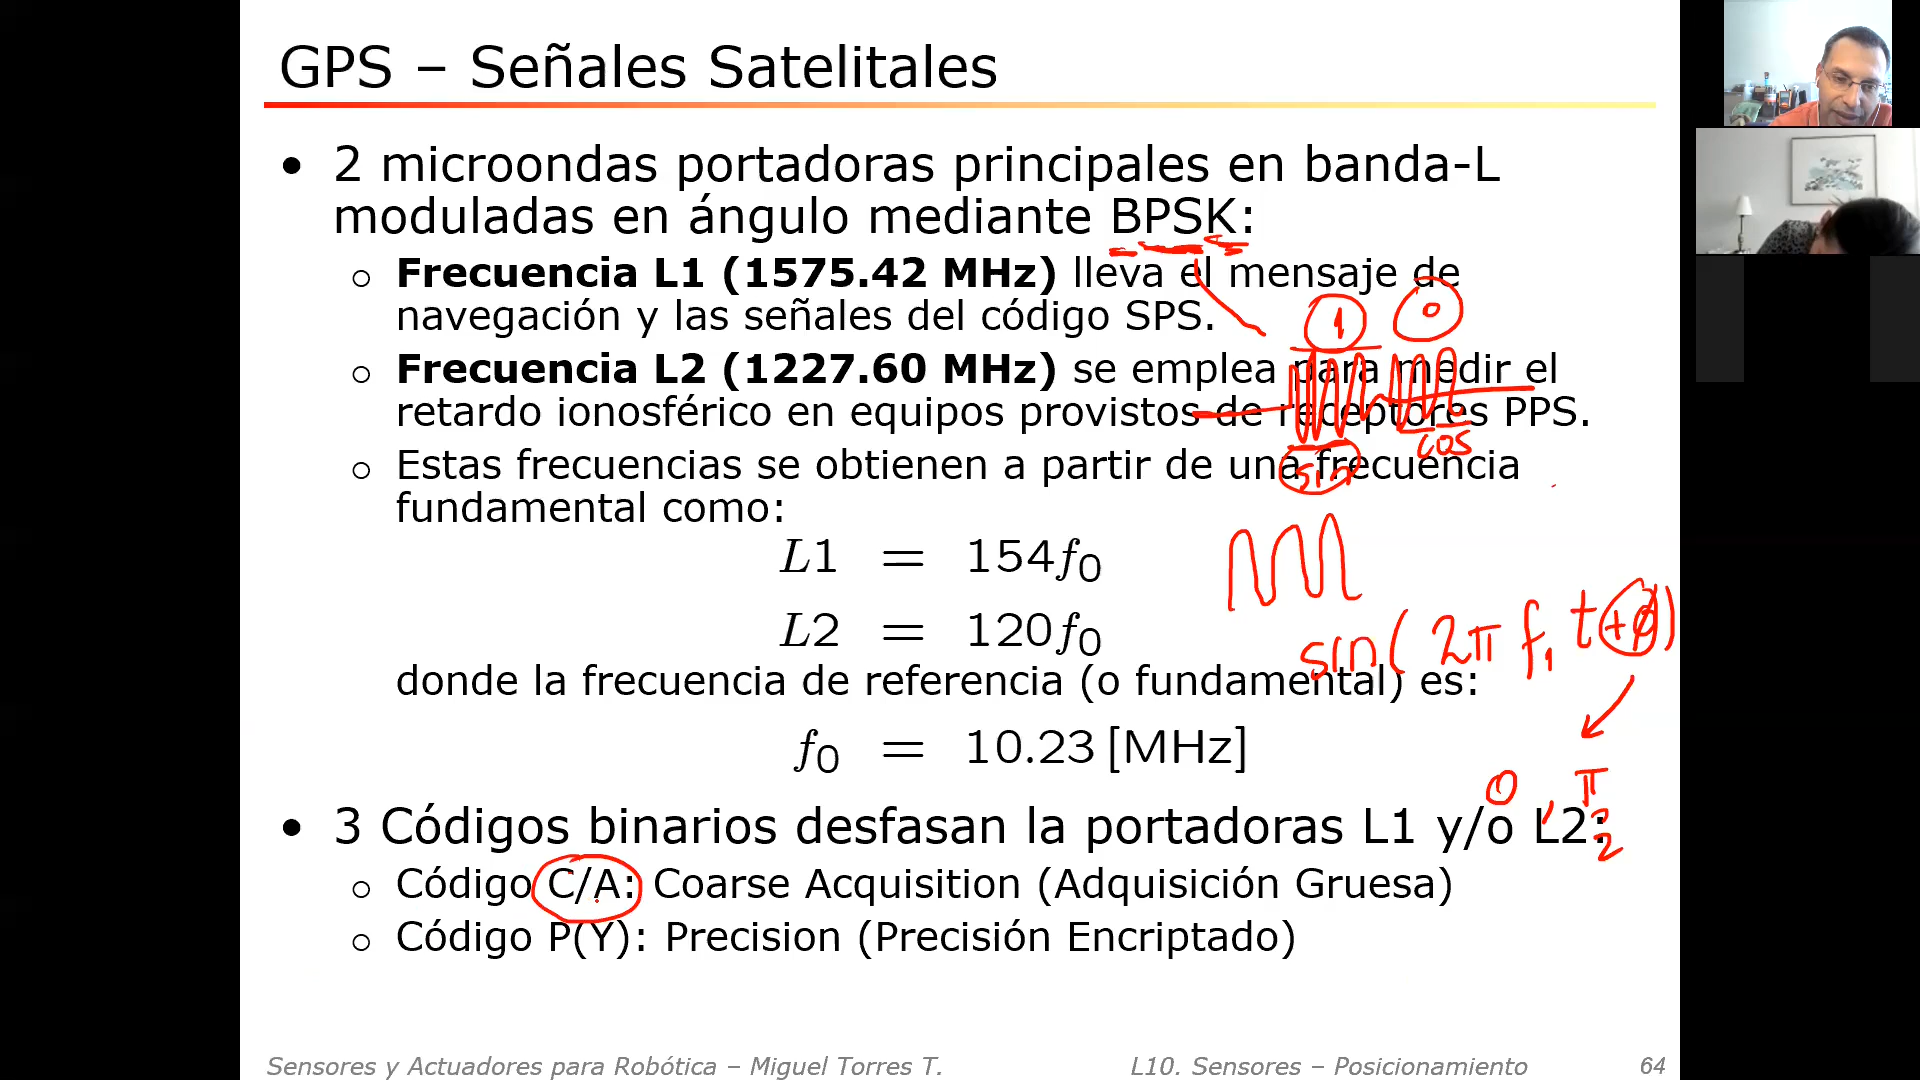 GPS – Señales Satelitales
• 2 microondas portadoras principales en banda-L
moduladas en ángulo mediante BPSK:
○ Frecuencia L1 (1575.42 MHz) lleva el mensaje de
navegación y las señales del código SPS.
1 0
○ Frecuencia L2 (1227.60 MHz) se emplea para medir el
retardo ionosférico en equipos provistos de receptores PPS.
cos
○ Estas frecuencias se obtienen a partir de una frecuencia
sin
fundamental como:
L1 = 154f₀
L2 = 120f₀
sin(2π f₁ t+ϕ)
donde la frecuencia de referencia (o fundamental) es:
f₀ = 10.23 [MHz]
0, π/2
• 3 Códigos binarios desfasan la portadoras L1 y/o L2:
○ Código C/A: Coarse Acquisition (Adquisición Gruesa)
○ Código P(Y): Precision (Precisión Encriptado)
Sensores y Actuadores para Robótica – Miguel Torres T. L10. Sensores – Posicionamiento 64